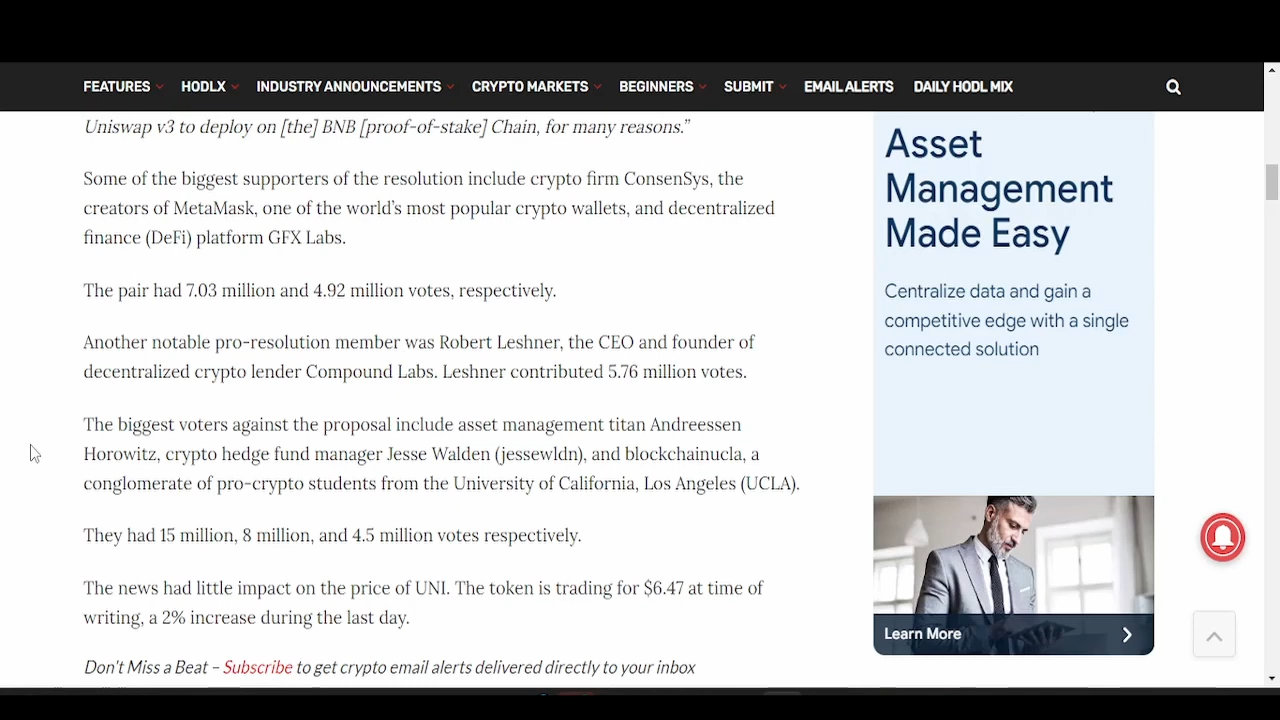 FEATURES HODLX INDUSTRY ANNOUNCEMENTS CRYPTO MARKETS BEGINNERS SUBMIT EMAIL ALERTS DAILY HODL MIX
Uniswap v3 to deploy on [the] BNB [proof-of-stake] Chain, for many reasons.”
Some of the biggest supporters of the resolution include crypto firm ConsenSys, the
creators of MetaMask, one of the world’s most popular crypto wallets, and decentralized
finance (DeFi) platform GFX Labs.
The pair had 7.03 million and 4.92 million votes, respectively.
Another notable pro-resolution member was Robert Leshner, the CEO and founder of
decentralized crypto lender Compound Labs. Leshner contributed 5.76 million votes.
The biggest voters against the proposal include asset management titan Andreessen
Horowitz, crypto hedge fund manager Jesse Walden (jessewldn), and blockchainucla, a
conglomerate of pro-crypto students from the University of California, Los Angeles (UCLA).
They had 15 million, 8 million, and 4.5 million votes respectively.
The news had little impact on the price of UNI. The token is trading for $6.47 at time of
writing, a 2% increase during the last day.
Don't Miss a Beat – Subscribe to get crypto email alerts delivered directly to your inbox
Asset
Management
Made Easy
Centralize data and gain a
competitive edge with a single
connected solution
Learn More